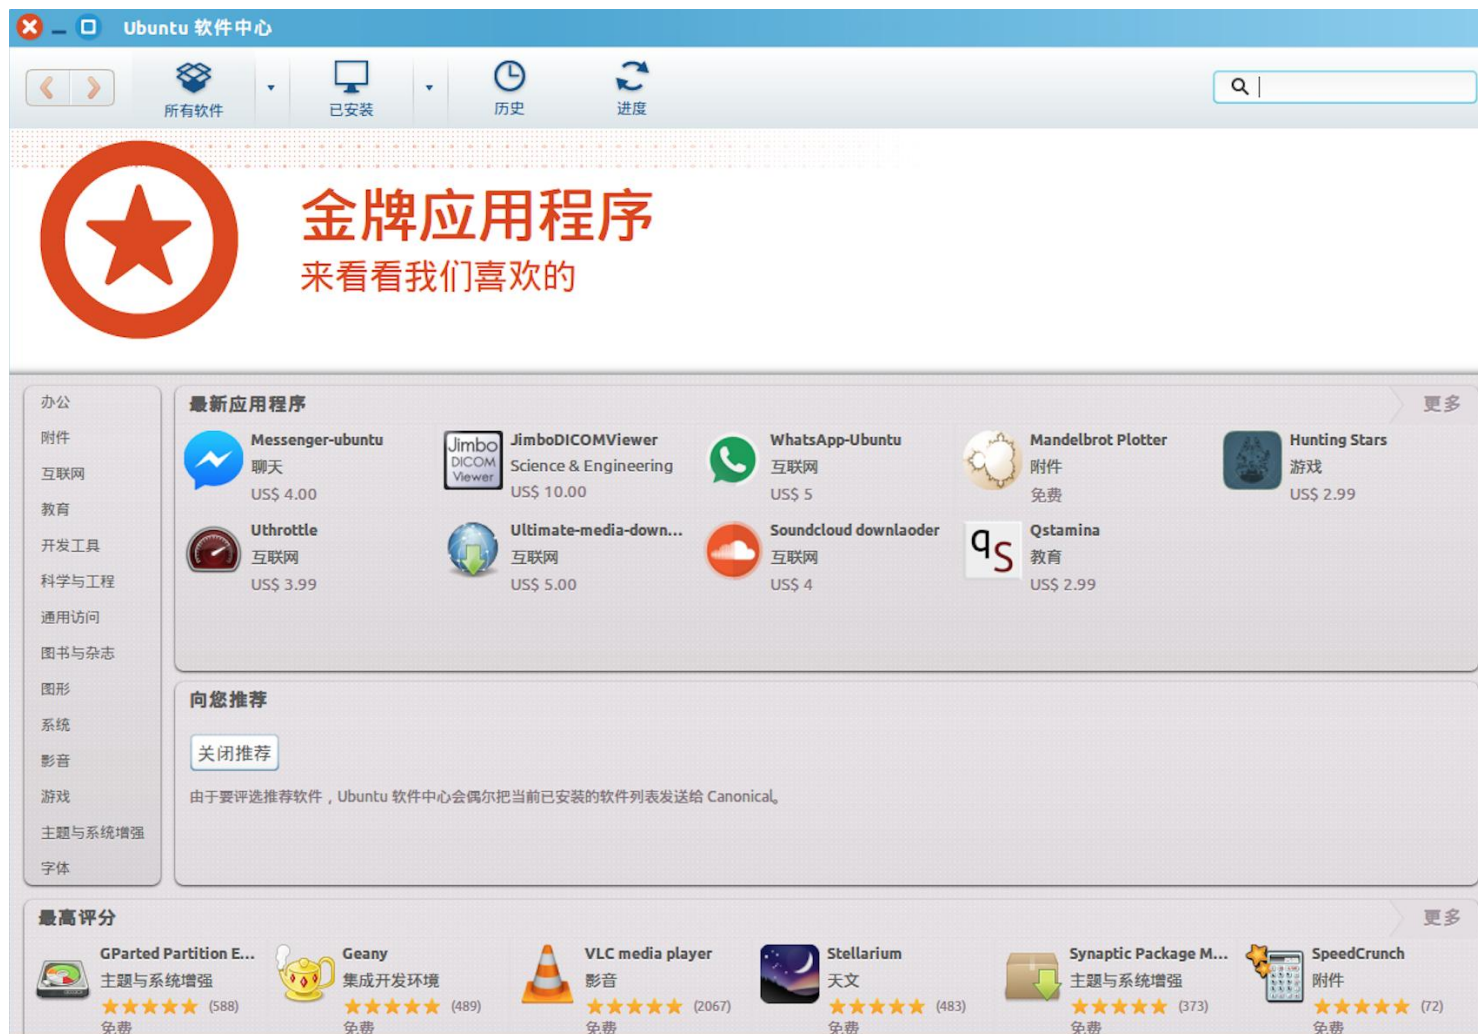 Ubuntu 软件中心
所有软件
已安装
历史
进度
金牌应用程序
来看看我们喜欢的
办公
附件
互联网
教育
开发工具
科学与工程
通用访问
图书与杂志
图形
系统
影音
游戏
主题与系统增强
字体
最新应用程序
更多
Messenger-ubuntu
聊天
US$ 4.00
Jimbo
DICOM
Viewer
JimboDICOMViewer
Science & Engineering
US$ 10.00
WhatsApp-Ubuntu
互联网
US$ 5
Mandelbrot Plotter
附件
免费
Hunting Stars
游戏
US$ 2.99
Uthrottle
互联网
US$ 3.99
Ultimate-media-down...
互联网
US$ 5.00
Soundcloud downlaoder
互联网
US$ 4
qs
Qstamina
教育
US$ 2.99
向您推荐
关闭推荐
由于要评选推荐软件，Ubuntu 软件中心会偶尔把当前已安装的软件列表发送给 Canonical。
最高评分
更多
GParted Partition E...
主题与系统增强
(588)
免费
Geany
集成开发环境
(489)
免费
VLC media player
影音
(2067)
免费
Stellarium
天文
(483)
免费
Synaptic Package M...
主题与系统增强
(373)
免费
SpeedCrunch
附件
(72)
免费